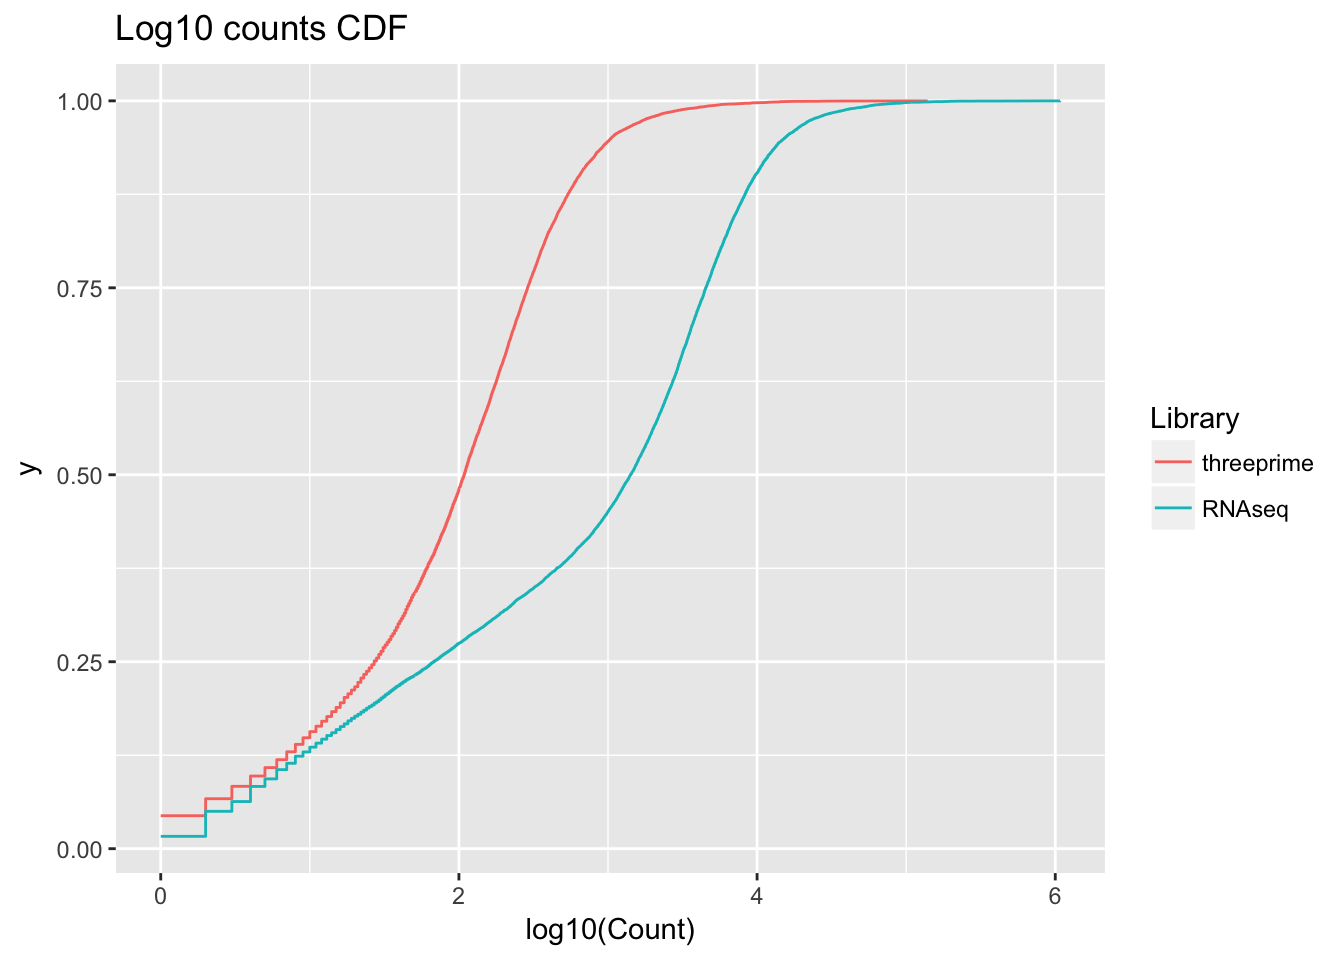 Log10 counts CDF
1.00
0.75
0.50
0.25
0.00
y
0 2 4 6
log10(Count)
Library
threeprime
RNAseq